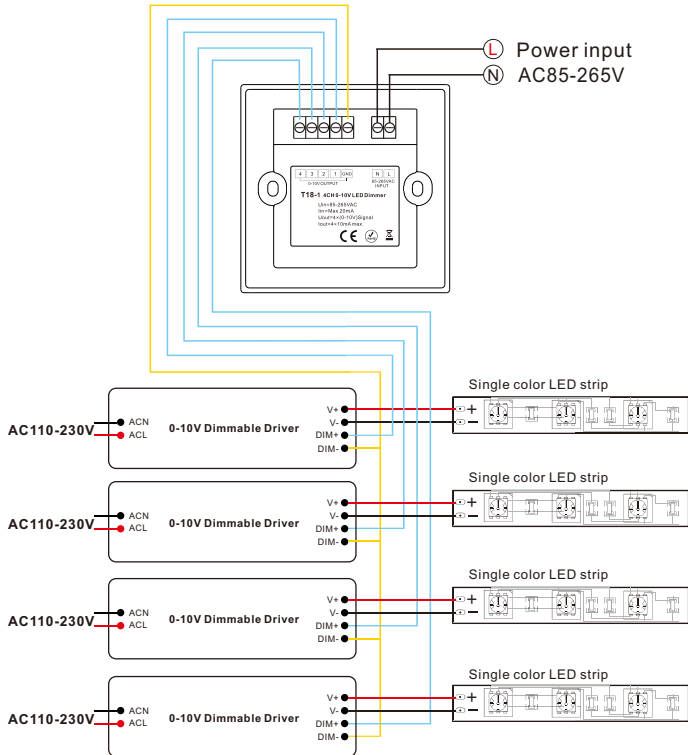 L Power input
N AC85-265V
4 3 2 1 GND
N L
0-10V OUTPUT
85-265VAC
INPUT
T18-1 4CH 0-10V LED Dimmer
Uin=85-265VAC
Iin=Max 20mA
Uout=4×(0-10V)Signal
Iout=4×10mA max.
CE
Single color LED strip
V+
ACN
V-
AC110-230V
0-10V Dimmable Driver
ACL
DIM+
DIM-
+
−
Single color LED strip
V+
ACN
V-
AC110-230V
0-10V Dimmable Driver
ACL
DIM+
DIM-
+
−
Single color LED strip
V+
ACN
V-
AC110-230V
0-10V Dimmable Driver
ACL
DIM+
DIM-
+
−
Single color LED strip
V+
ACN
V-
AC110-230V
0-10V Dimmable Driver
ACL
DIM+
DIM-
+
−